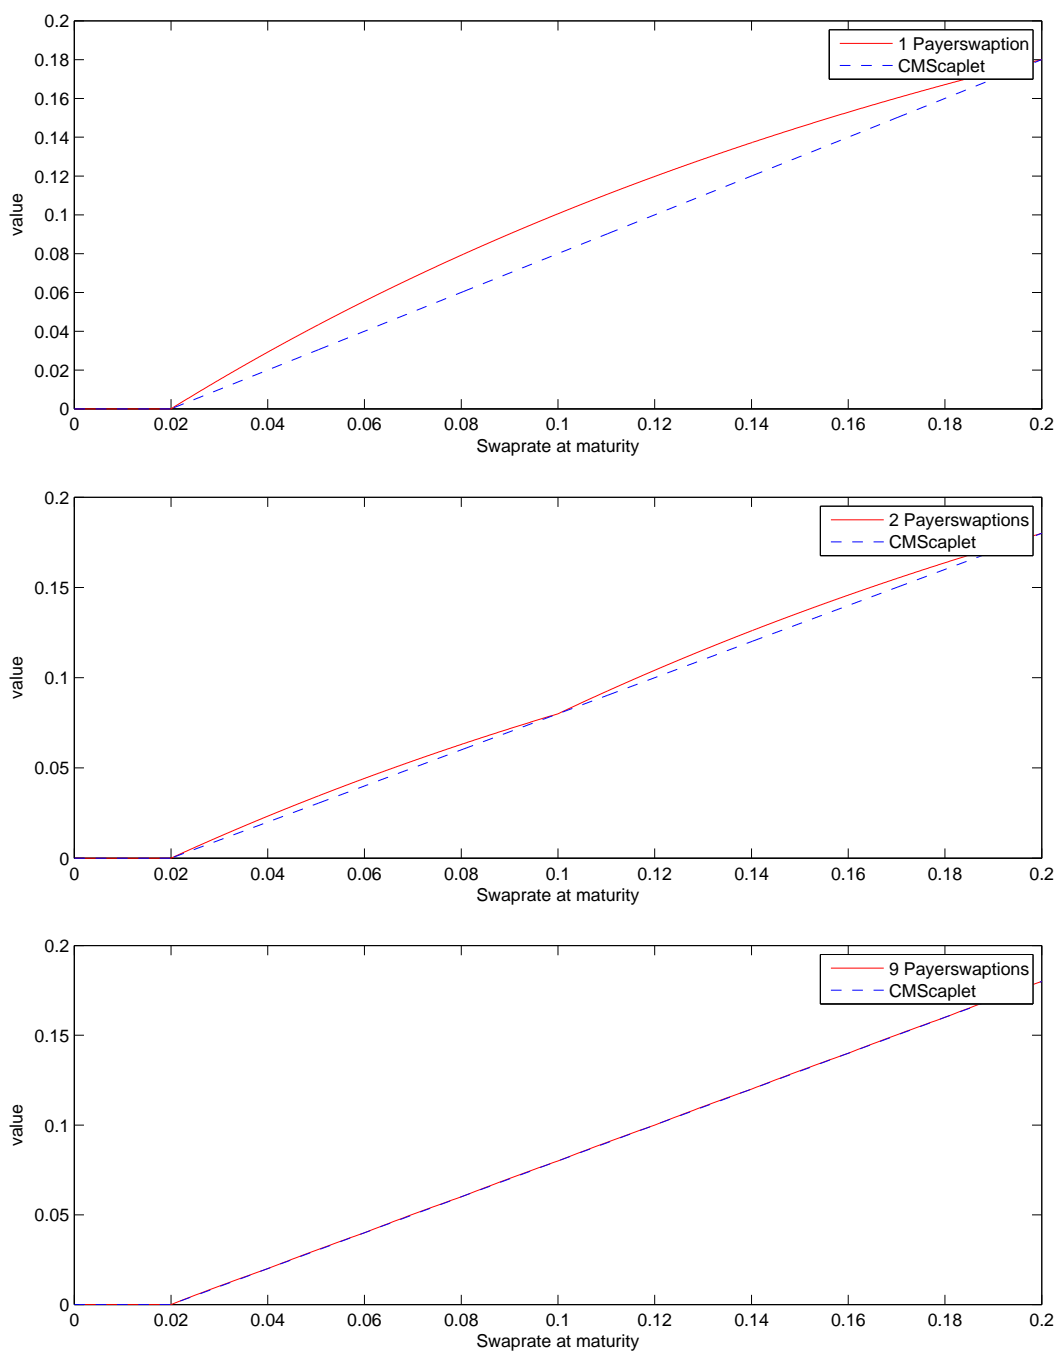 0.2
0.18
0.16
0.14
0.12
0.1
0.08
0.06
0.04
0.02
0
value
1 Payerswaption
CMScaplet
0 0.02 0.04 0.06 0.08 0.1 0.12 0.14 0.16 0.18 0.2
Swaprate at maturity
0.2
0.15
0.1
0.05
0
value
2 Payerswaptions
CMScaplet
0 0.02 0.04 0.06 0.08 0.1 0.12 0.14 0.16 0.18 0.2
Swaprate at maturity
0.2
0.15
0.1
0.05
0
value
9 Payerswaptions
CMScaplet
0 0.02 0.04 0.06 0.08 0.1 0.12 0.14 0.16 0.18 0.2
Swaprate at maturity